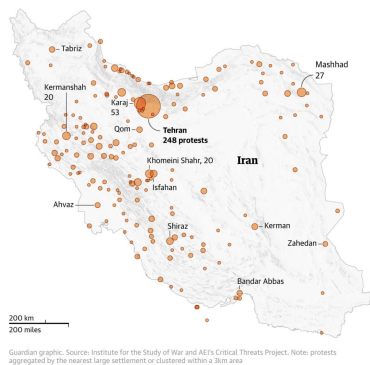 Tabriz
Mashhad
27
Kermanshah
20
Karaj
53
Qom
Tehran
248 protests
Khomeini Shahr, 20
Iran
Isfahan
Ahvaz
Shiraz
Kerman
Zahedan
Bandar Abbas
200 km
200 miles
Guardian graphic. Source: Institute for the Study of War and AEI's Critical Threats Project. Note: protests
aggregated by the nearest large settlement or clustered within a 3km area